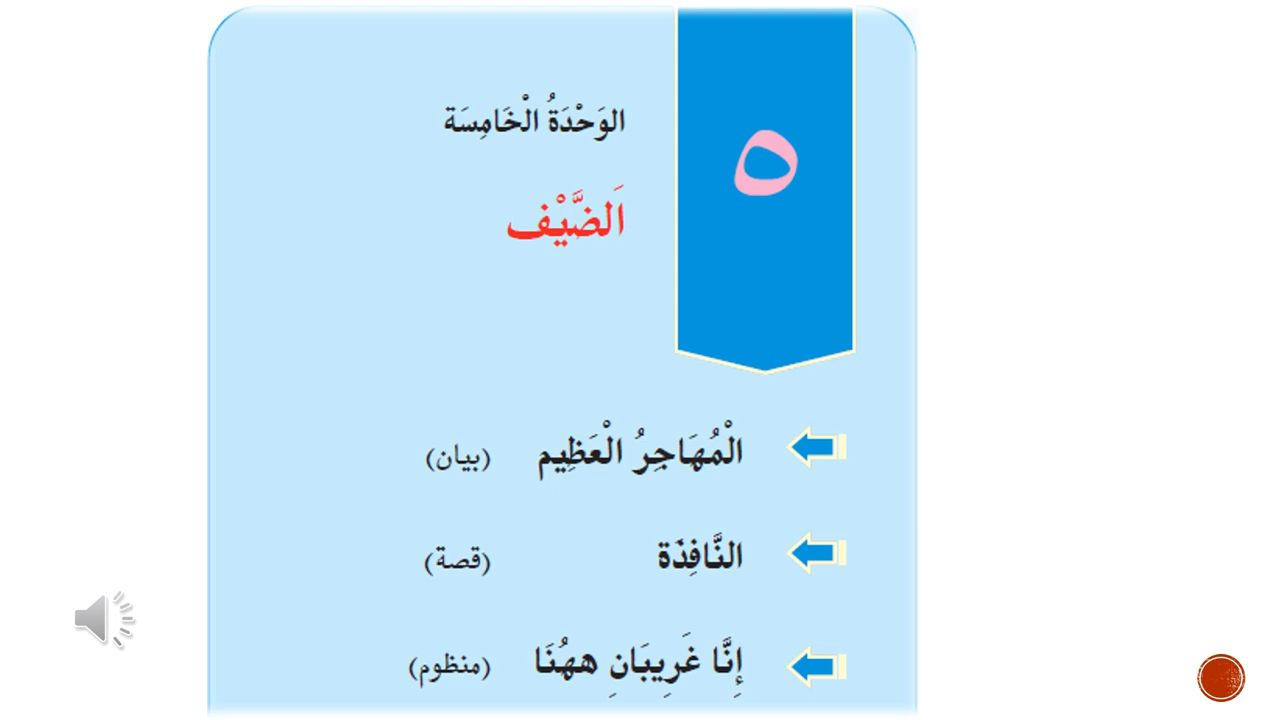 ٥
الوَحْدَةُ الْخَامِسَة
اَلضَّيْف
الْمُهَاجِرُ الْعَظِيم (بيان)
النَّافِذَة (قصة)
إِنَّا غَرِيبَانِ ههُنَا (منظوم)